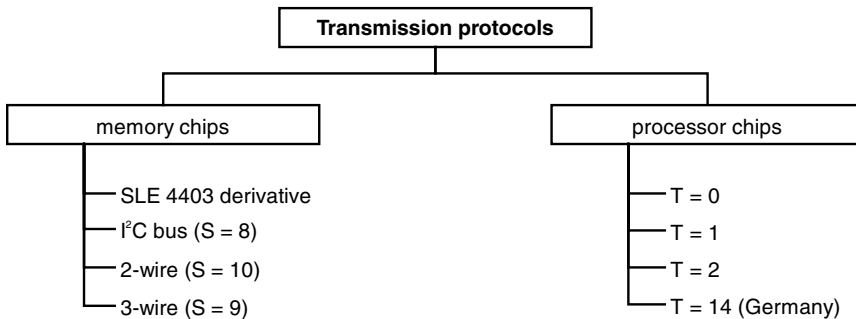 Transmission protocols
memory chips
SLE 4403 derivative
I²C bus (S = 8)
2-wire (S = 10)
3-wire (S = 9)
processor chips
T = 0
T = 1
T = 2
T = 14 (Germany)